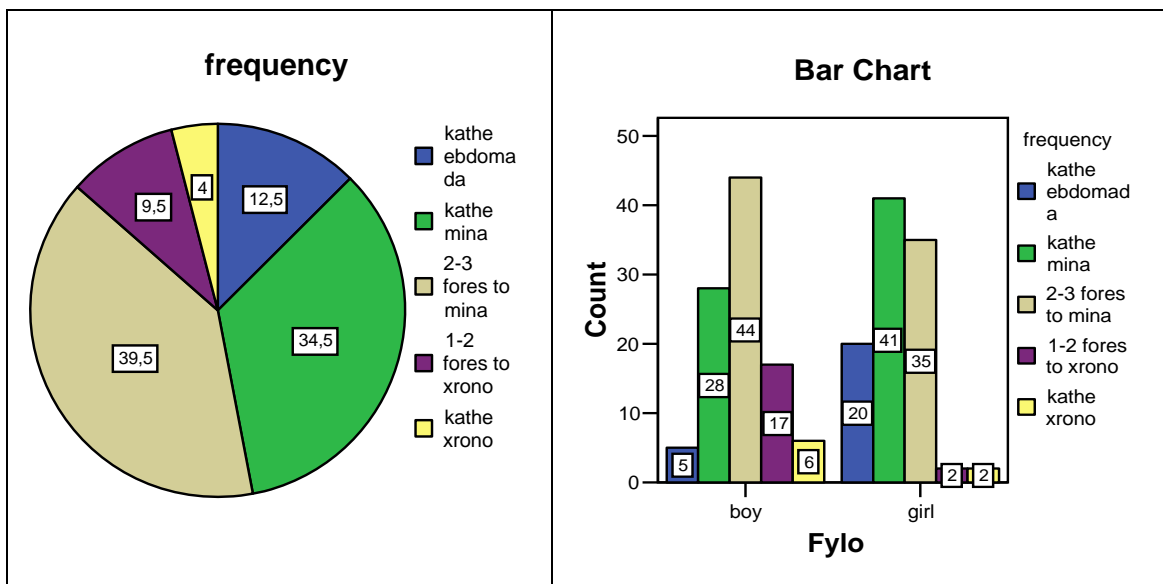 frequency
4
9,5
12,5
39,5
34,5
kathe
ebdoma
da
kathe
mina
2-3
fores to
mina
1-2
fores to
xrono
kathe
xrono
Bar Chart
Count
50
40
30
20
10
0
5
28
44
17
6
20
41
35
2
2
boy
girl
Fylo
frequency
kathe
ebdomad
a
kathe
mina
2-3 fores
to mina
1-2 fores
to xrono
kathe
xrono